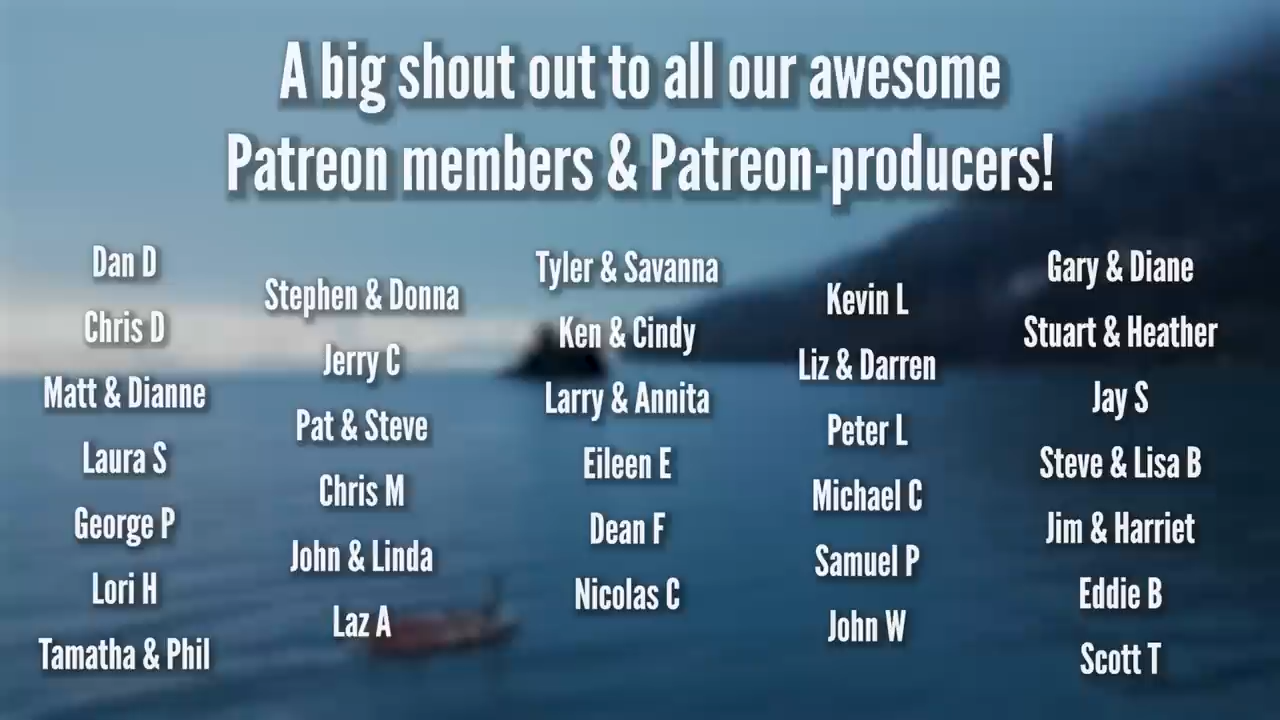 A big shout out to all our awesome
Patreon members & Patreon-producers!
Dan D
Chris D
Matt & Dianne
Laura S
George P
Lori H
Tamatha & Phil
Stephen & Donna
Jerry C
Pat & Steve
Chris M
John & Linda
Laz A
Tyler & Savanna
Ken & Cindy
Larry & Annita
Eileen E
Dean F
Nicolas C
Kevin L
Liz & Darren
Peter L
Michael C
Samuel P
John W
Gary & Diane
Stuart & Heather
Jay S
Steve & Lisa B
Jim & Harriet
Eddie B
Scott T